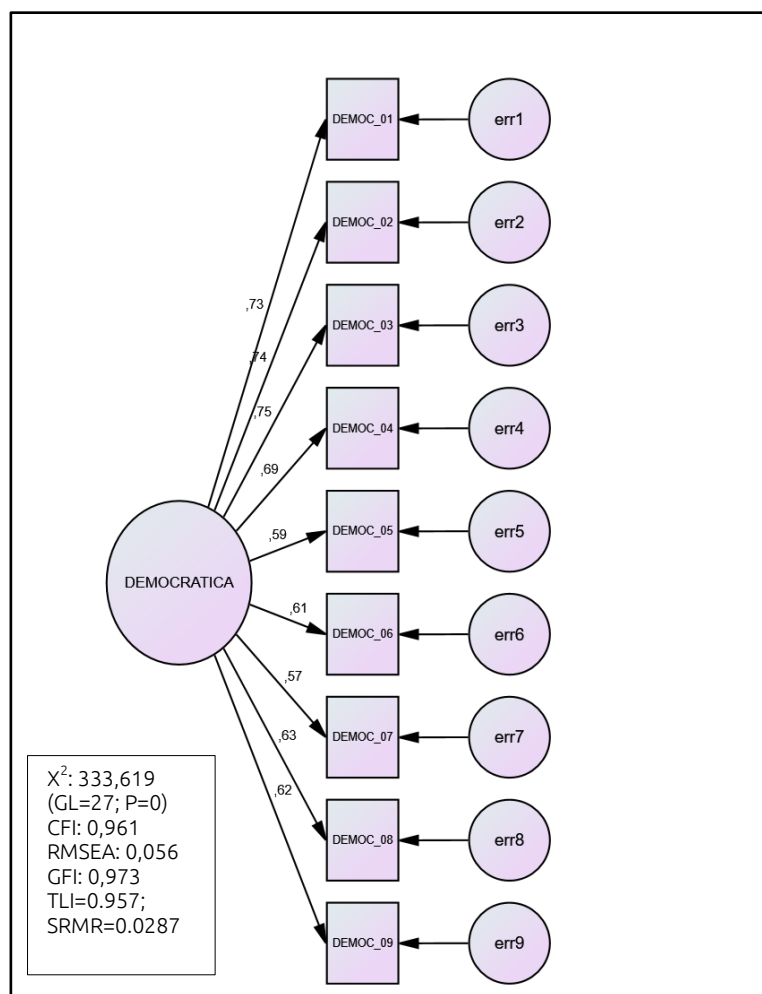 DEMOC_01
err1
DEMOC_02
err2
,73
DEMOC_03
err3
,74
,75
DEMOC_04
err4
,69
DEMOC_05
err5
,59
DEMOCRATICA
,61
DEMOC_06
err6
,57
DEMOC_07
err7
,63
,62
DEMOC_08
err8
DEMOC_09
err9
X²: 333,619
(GL=27; P=0)
CFI: 0,961
RMSEA: 0,056
GFI: 0,973
TLI=0.957;
SRMR=0.0287